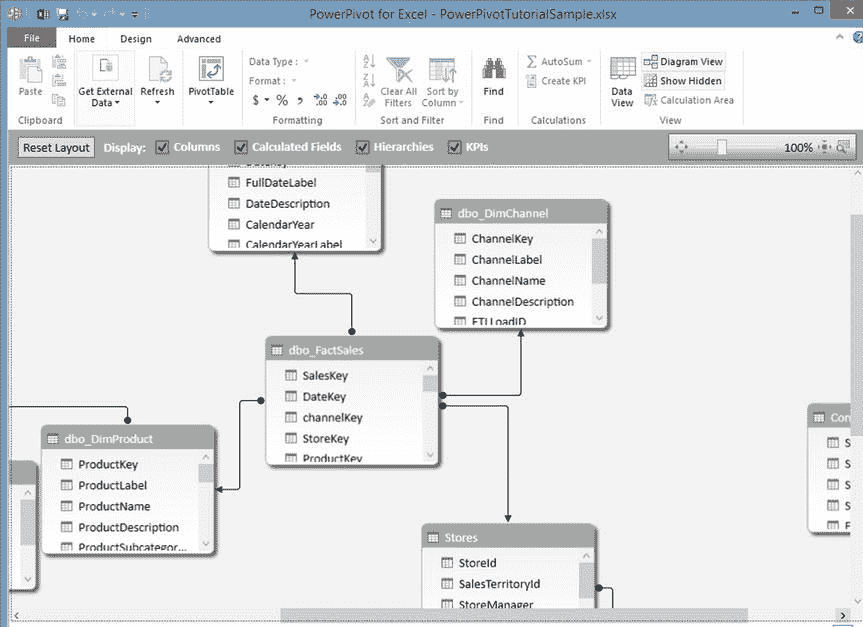 PowerPivot for Excel - PowerPivotTutorialSample.xlsx
File Home Design Advanced
Paste
Clipboard
Get External Data
Refresh
PivotTable
Data Type :
Format :
$ % ,
Formatting
Clear All Filters
Sort by Column
Sort and Filter
Find
Find
AutoSum
Create KPI
Calculations
Data View
Diagram View
Show Hidden
Calculation Area
View
Reset Layout Display: Columns Calculated Fields Hierarchies KPIs 100%
FullDateLabel
DateDescription
CalendarYear
CalendarYearLabel
dbo_DimChannel
ChannelKey
ChannelLabel
ChannelName
ChannelDescription
ETLLoadID
dbo_FactSales
SalesKey
DateKey
channelKey
StoreKey
ProductKey
dbo_DimProduct
ProductKey
ProductLabel
ProductName
ProductDescription
ProductSubcategor...
Stores
StoreId
SalesTerritoryId
StoreManager
Con
S
S
S
S